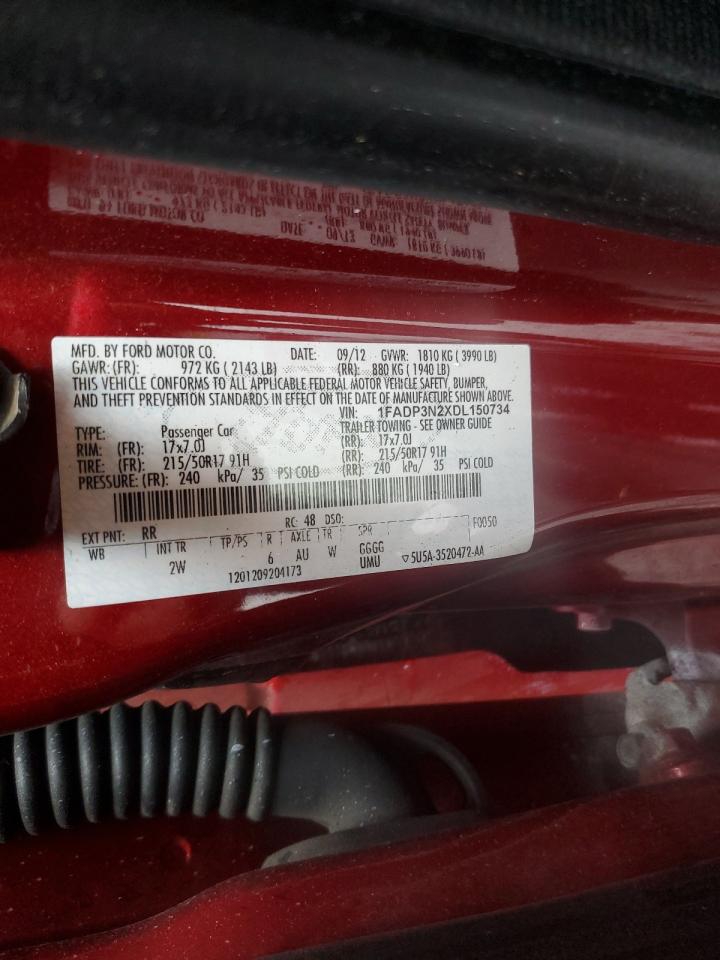 MFD. BY FORD MOTOR CO. DATE: 09/12 GVWR: 1810 KG ( 3990 LB)
GAWR: (FR): 972 KG ( 2143 LB) (RR): 880 KG ( 1940 LB)
THIS VEHICLE CONFORMS TO ALL APPLICABLE FEDERAL MOTOR VEHICLE SAFETY, BUMPER,
AND THEFT PREVENTION STANDARDS IN EFFECT ON THE DATE OF MANUFACTURE SHOWN ABOVE.
VIN: 1FADP3N2XDL150734
TYPE: Passenger Car TRAILER TOWING - SEE OWNER GUIDE
RIM: (FR): 17x7.0J (RR): 17x7.0J
TIRE: (FR): 215/50R17 91H (RR): 215/50R17 91H
PRESSURE: (FR): 240 kPa/ 35 PSI COLD (RR): 240 kPa/ 35 PSI COLD
EXT PNT: RR RC: 48 DSO: F0050
WB INT TR TP/PS R AXLE TR SPR
2W - 6 AU W GGGG
UMU ▽5U5A-3520472-AA
1201209204173